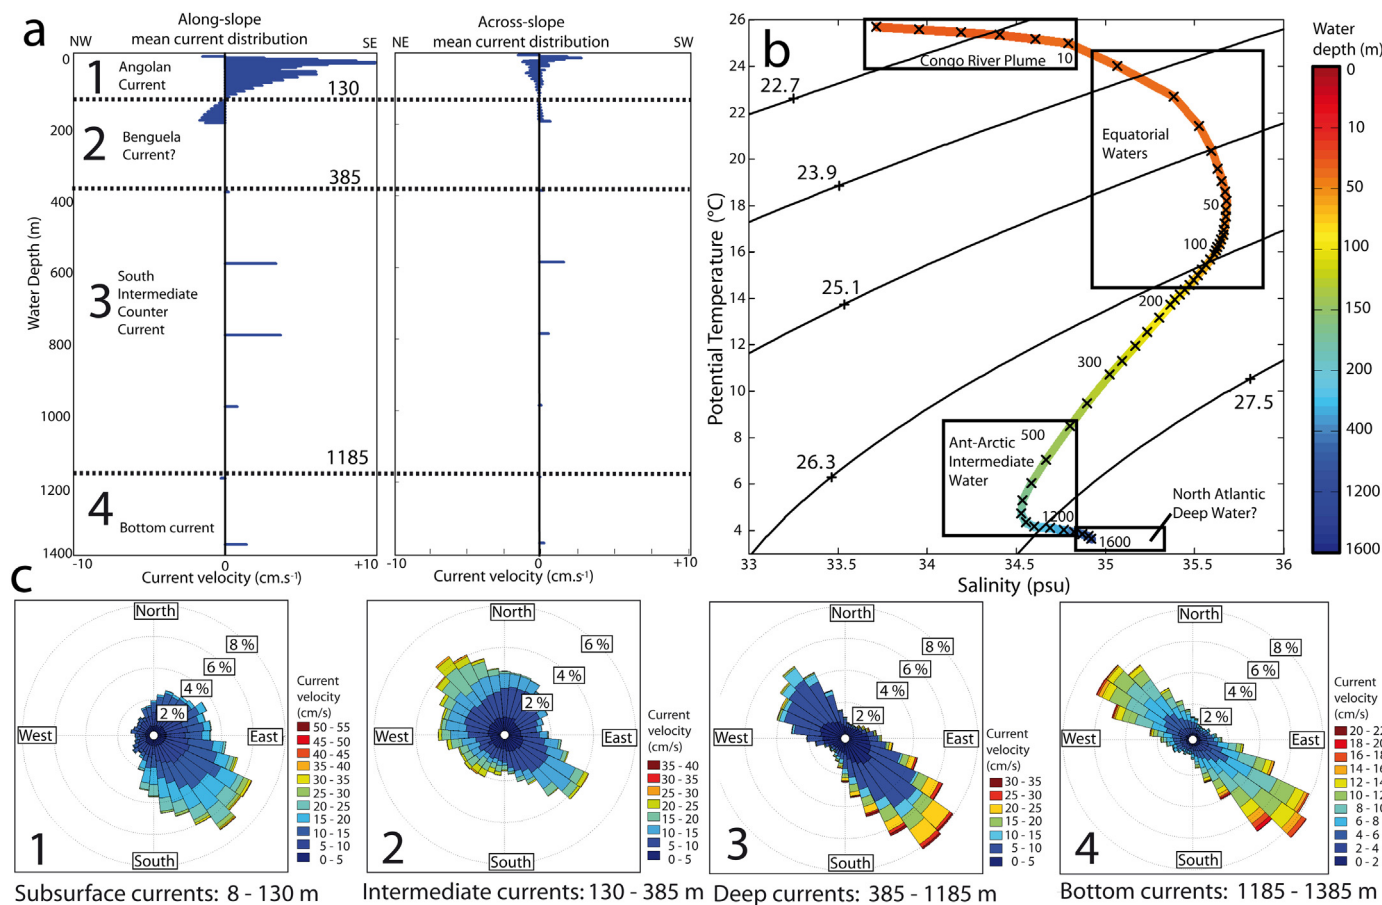 a
Along-slope
mean current distribution
NW
SE
Across-slope
mean current distribution
NE
SW
0
200
400
600
800
1000
1200
1400
Water Depth (m)
1
Angolan
Current
130
2
Benguela
Current?
385
3
South
Intermediate
Counter
Current
1185
4
Bottom current
-10
0
+10
Current velocity (cm.s-1)
-10
0
+10
Current velocity (cm.s-1)
b
26
24
22
20
18
16
14
12
10
8
6
4
Potential Temperature (°C)
33
33.5
34
34.5
35
35.5
36
Salinity (psu)
Congo River Plume
10
22.7
Equatorial
Waters
23.9
50
100
25.1
200
300
27.5
Ant-Arctic
Intermediate
Water
500
26.3
1200
North Atlantic
Deep Water?
1600
Water
depth (m)
0
10
50
100
150
200
400
1200
1600
c
North
8 %
6 %
4 %
2 %
West
East
South
1
Current
velocity
(cm/s)
50 - 55
45 - 50
40 - 45
35 - 40
30 - 35
25 - 30
20 - 25
15 - 20
10 - 15
5 - 10
0 - 5
Subsurface currents: 8 - 130 m
North
6 %
4 %
2 %
West
East
South
2
Current
velocity
(cm/s)
35 - 40
30 - 35
25 - 30
20 - 25
15 - 20
10 - 15
5 - 10
0 - 5
Intermediate currents: 130 - 385 m
North
8 %
6 %
4 %
2 %
West
East
South
3
Current
velocity
(cm/s)
30 - 35
25 - 30
20 - 25
15 - 20
10 - 15
5 - 10
0 - 5
Deep currents: 385 - 1185 m
North
8 %
6 %
4 %
2 %
West
East
South
4
Current
velocity
(cm/s)
20 - 22
18 - 20
16 - 18
14 - 16
12 - 14
10 - 12
8 - 10
6 - 8
4 - 6
2 - 4
0 - 2
Bottom currents: 1185 - 1385 m